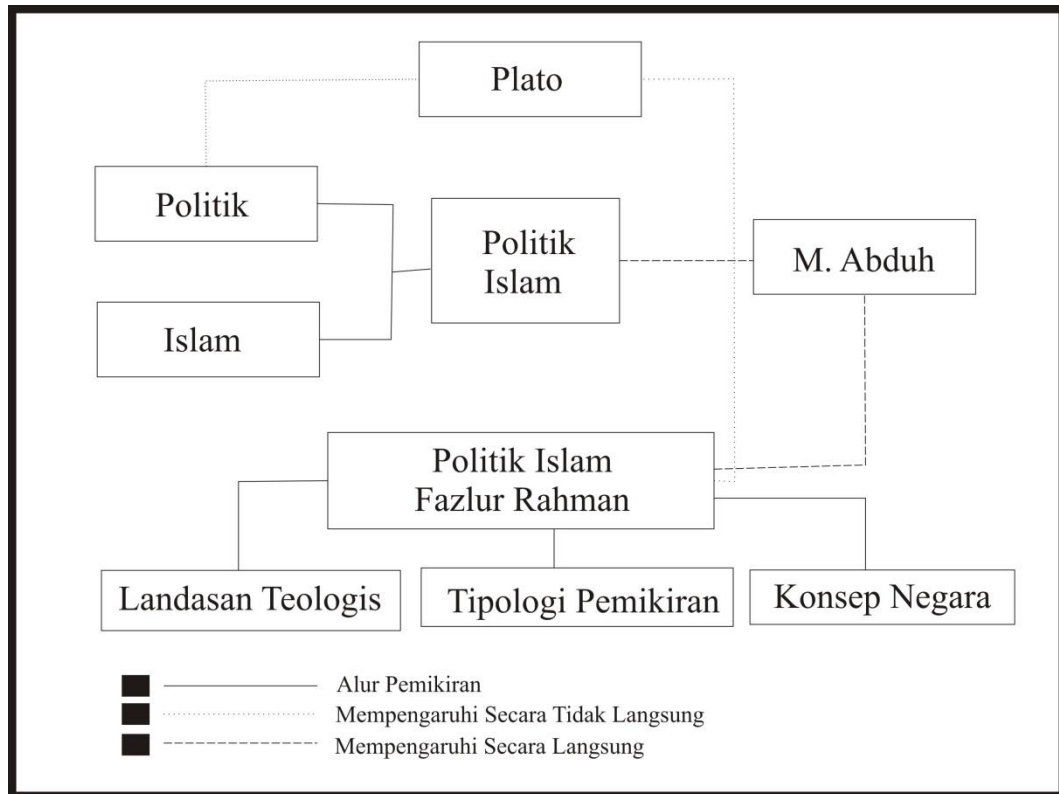 Plato
Politik
Politik
Islam
M. Abduh
Islam
Politik Islam
Fazlur Rahman
Landasan Teologis
Tipologi Pemikiran
Konsep Negara
Alur Pemikiran
Mempengaruhi Secara Tidak Langsung
Mempengaruhi Secara Langsung